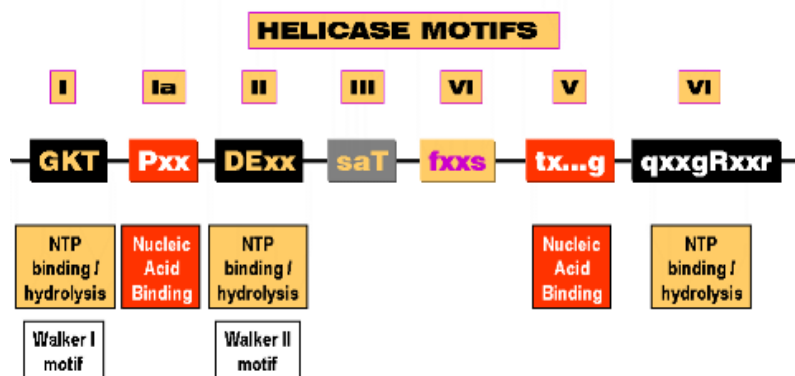 HELICASE MOTIFS
I Ia II III VI V VI
GKT Pxx DExx saT fxxs tx...g qxxgRxxr
NTP
binding /
hydrolysis
Nucleic
Acid
Binding
NTP
binding /
hydrolysis
Nucleic
Acid
Binding
NTP
binding /
hydrolysis
Walker I
motif
Walker II
motif